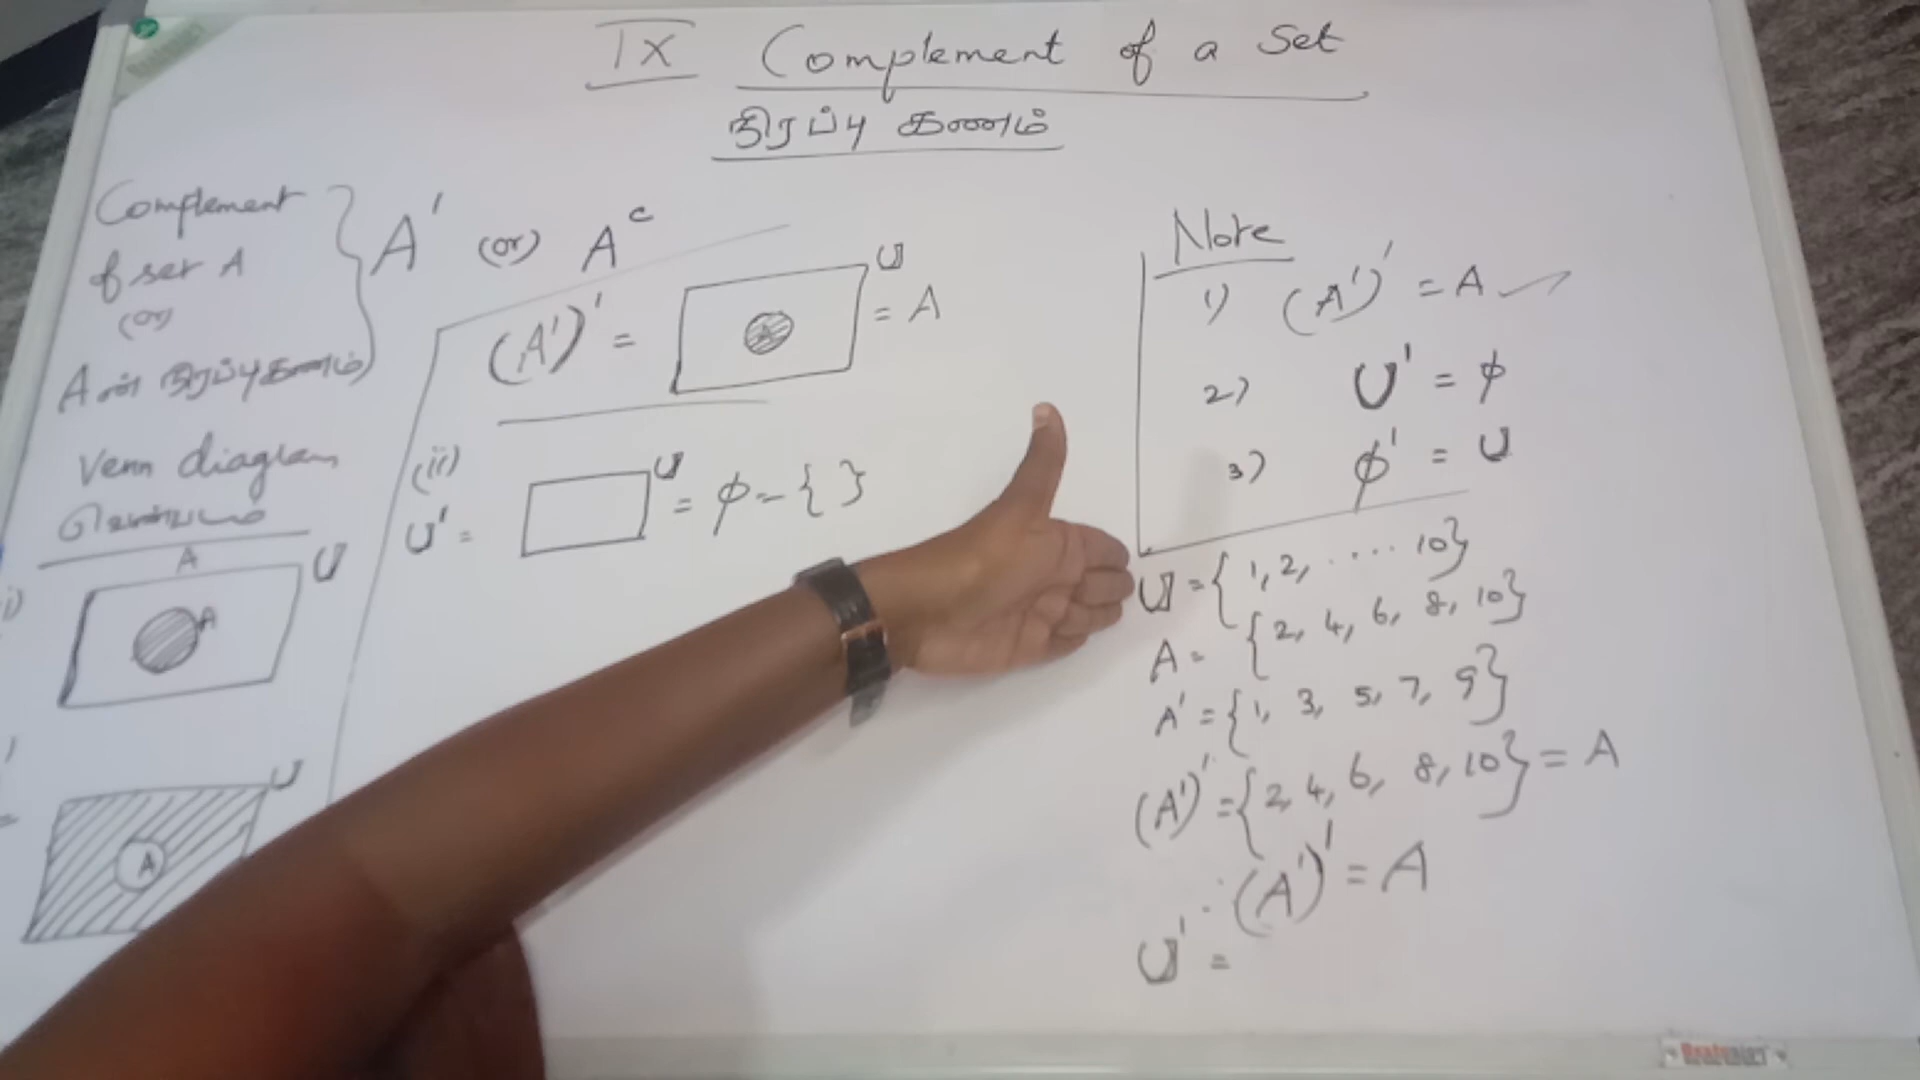 IX Complement of a Set
நிரப்பு கணம்
Complement
of set A
(or)
A ன் நிரப்புகணம்
A' (or) Aᶜ
Venn diagram
வென்படம்
i)
A
U
A
U
A
(A')' =
U
A
= A
(ii)
U' =
U
= φ - { }
Note
1) (A')' = A ✓
2) U' = φ
3) φ' = U
U = { 1, 2, ..... 10}
A = { 2, 4, 6, 8, 10}
A' = { 1, 3, 5, 7, 9}
(A')' = { 2, 4, 6, 8, 10} = A
(A')' = A
U' =